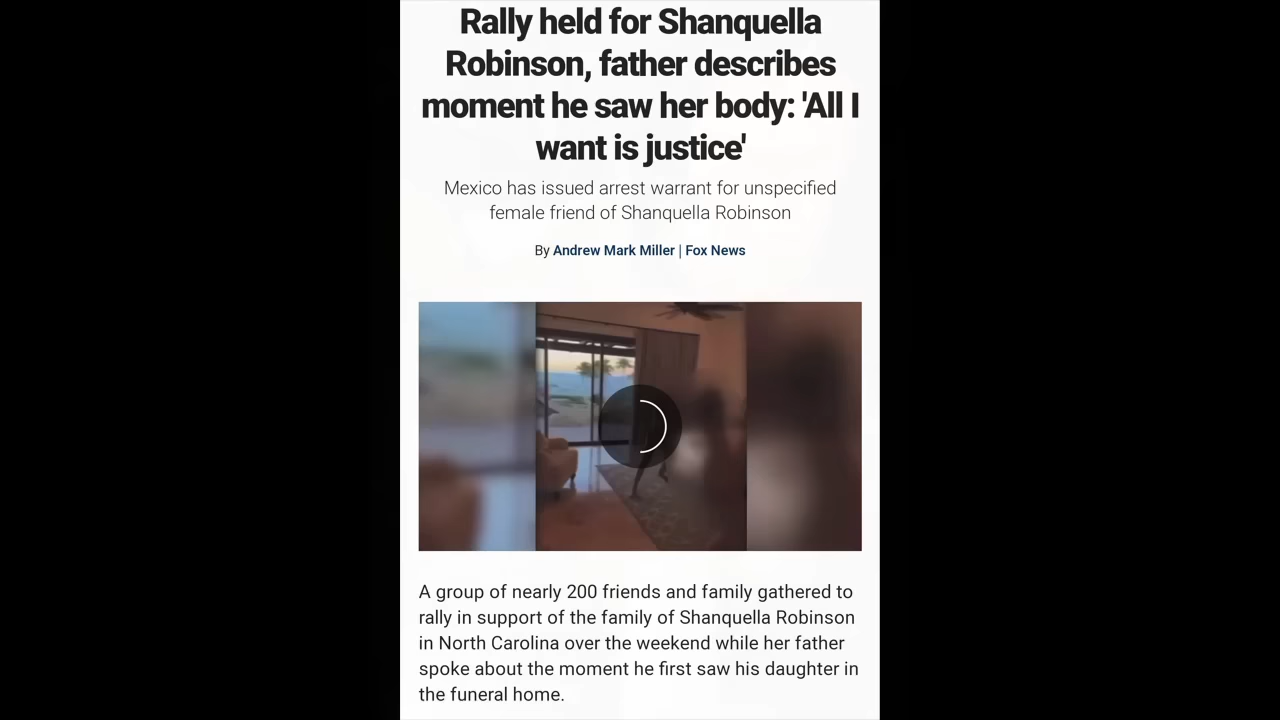 Rally held for Shanquella
Robinson, father describes
moment he saw her body: 'All I
want is justice'
Mexico has issued arrest warrant for unspecified
female friend of Shanquella Robinson
By Andrew Mark Miller | Fox News
A group of nearly 200 friends and family gathered to
rally in support of the family of Shanquella Robinson
in North Carolina over the weekend while her father
spoke about the moment he first saw his daughter in
the funeral home.